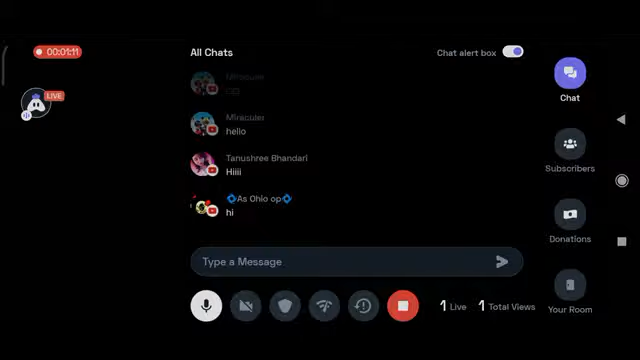 00:01:11
All Chats
Chat alert box
LIVE
Miraculer
Miraculer
hello
Tanushree Bhandari
Hiiii
💠As Ohio op💠
hi
Type a Message
1 Live
1 Total Views
Chat
Subscribers
Donations
Your Room